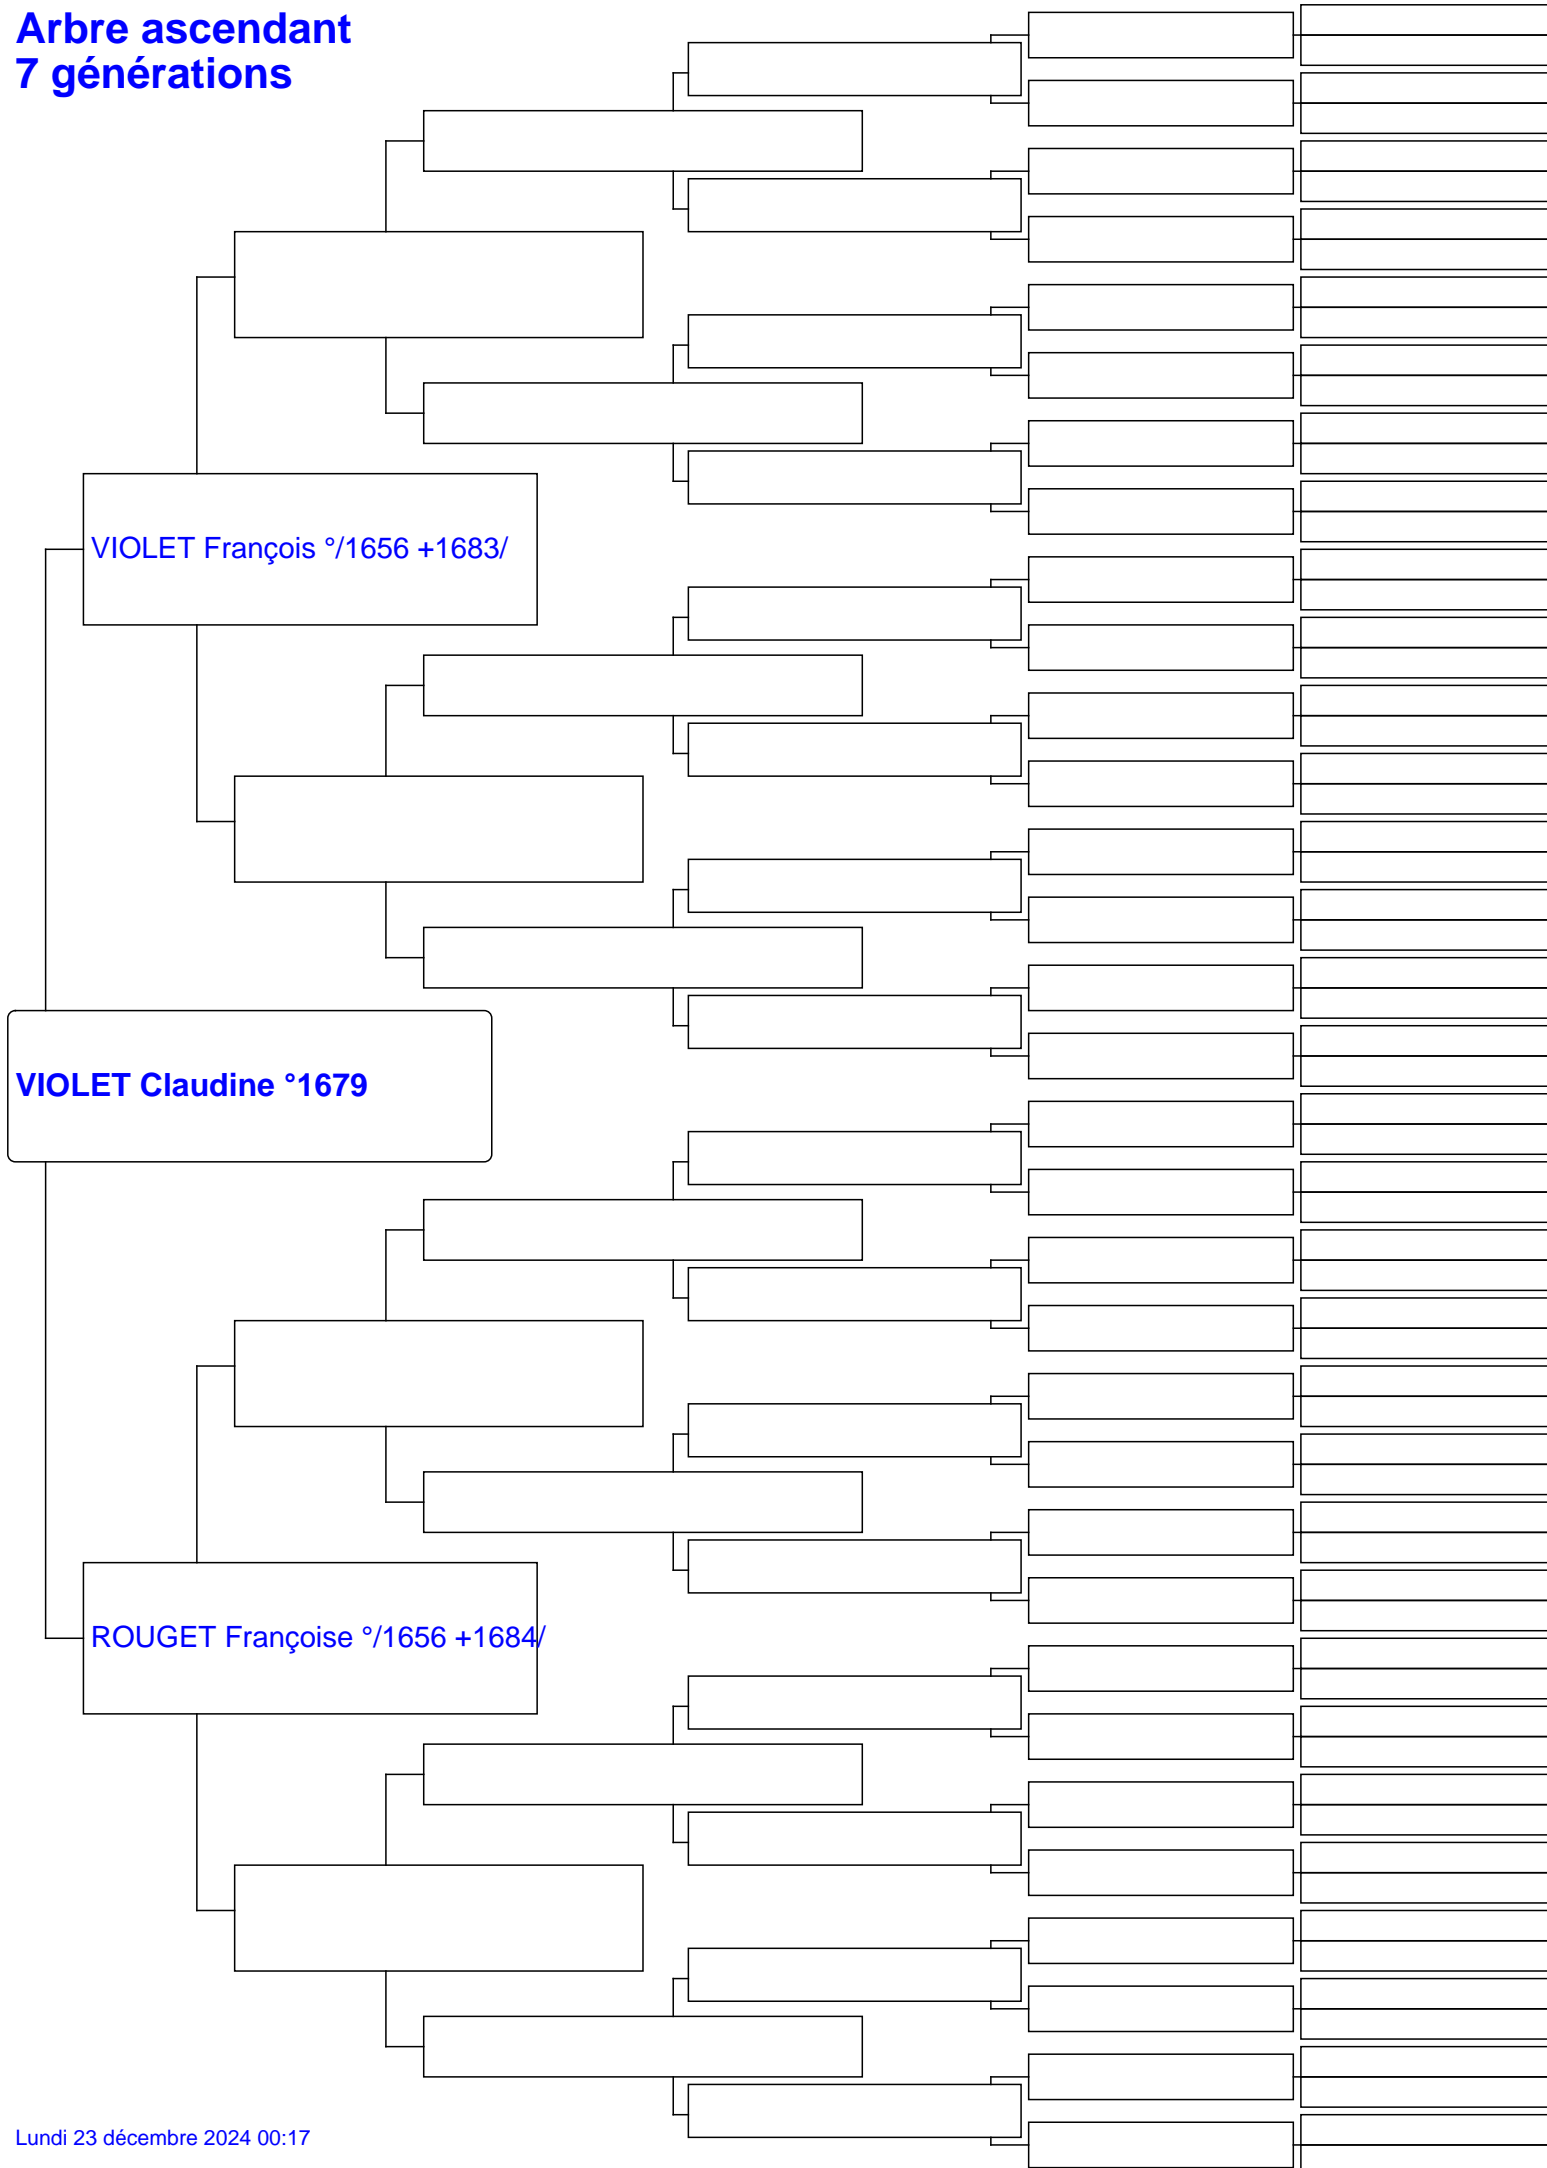 Arbre ascendant
7 générations
VIOLET François °/1656 +1683/
VIOLET Claudine °1679
ROUGET Françoise °/1656 +1684/
Lundi 23 décembre 2024 00:17